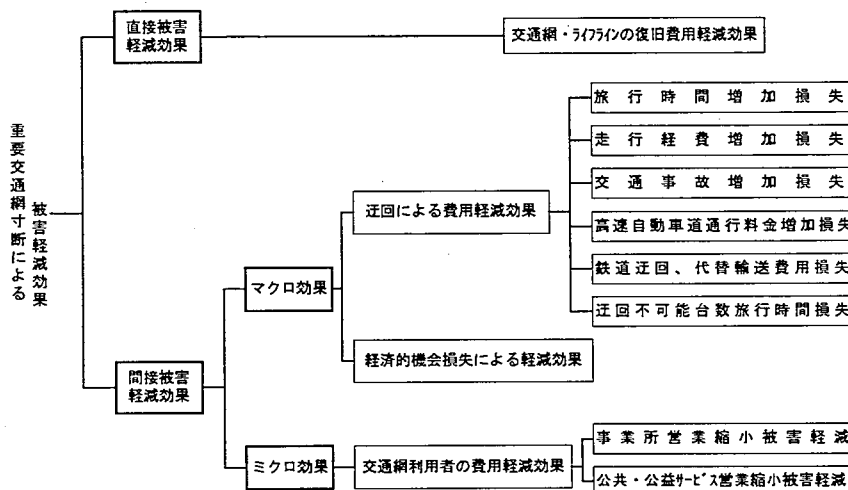 重要交通網寸断による
被害軽減効果
直接被害
軽減効果
交通網・ライフラインの復旧費用軽減効果
間接被害
軽減効果
マクロ効果
迂回による費用軽減効果
旅行時間増加損失
走行経費増加損失
交通事故増加損失
高速自動車道通行料金増加損失
鉄道迂回、代替輸送費用損失
迂回不可能台数旅行時間損失
経済的機会損失による軽減効果
ミクロ効果
交通網利用者の費用軽減効果
事業所営業縮小被害軽減
公共・公益サービス営業縮小被害軽減